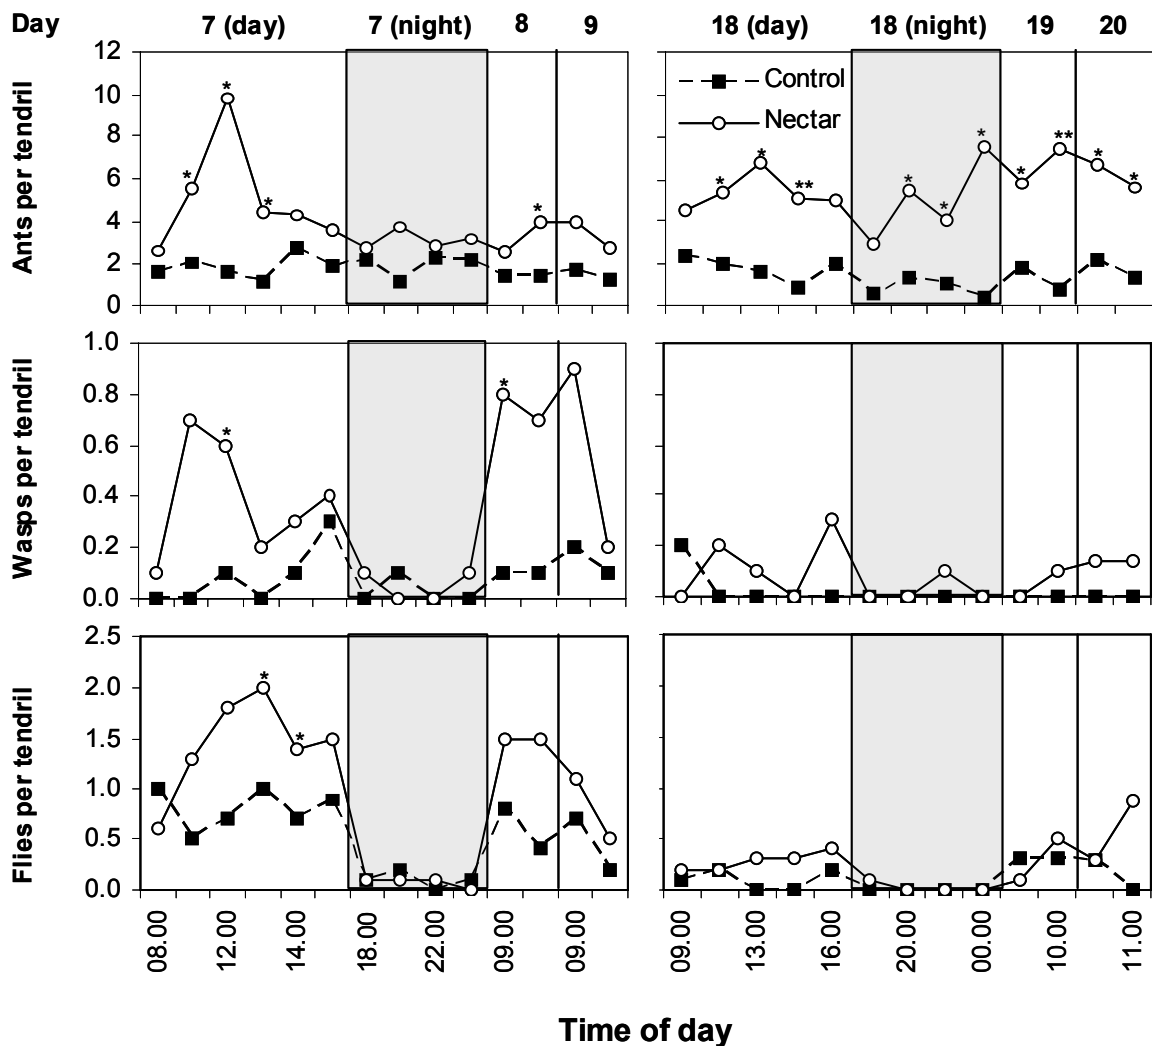 Day 7 (day) 7 (night) 8 9 18 (day) 18 (night) 19 20
Ants per tendril
12
10
8
6
4
2
0
* * * *
Control
Nectar
* * ** * * * * ** * *
Wasps per tendril
1.0
0.8
0.6
0.4
0.2
0.0
* *
Flies per tendril
2.5
2.0
1.5
1.0
0.5
0.0
* *
08.00 12.00 14.00 18.00 22.00 09.00 09.00 09.00 13.00 16.00 20.00 00.00 10.00 11.00
Time of day